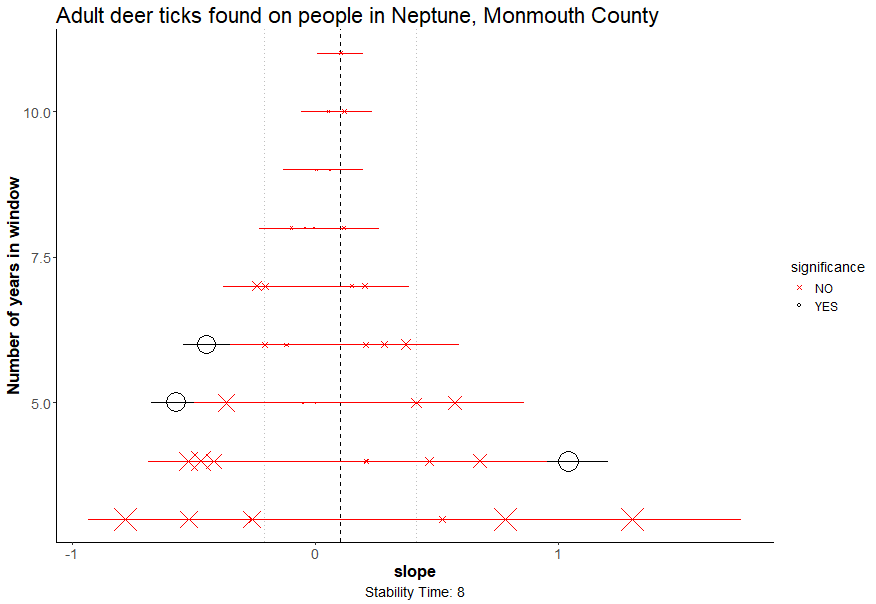 Adult deer ticks found on people in Neptune, Monmouth County
Number of years in window
10.0
7.5
5.0
-1
0
1
slope
Stability Time: 8
significance
NO
YES